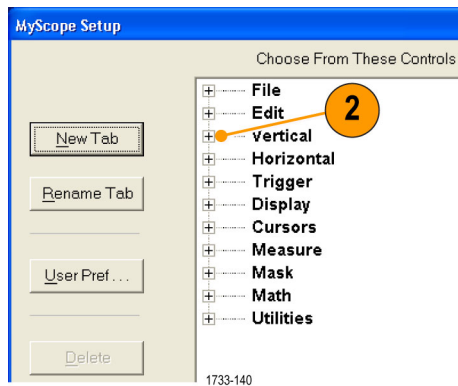 MyScope Setup
Choose From These Controls
File
Edit
2
Vertical
New Tab
Horizontal
Trigger
Rename Tab
Display
Cursors
Measure
User Pref...
Mask
Math
Utilities
Delete
1733-140